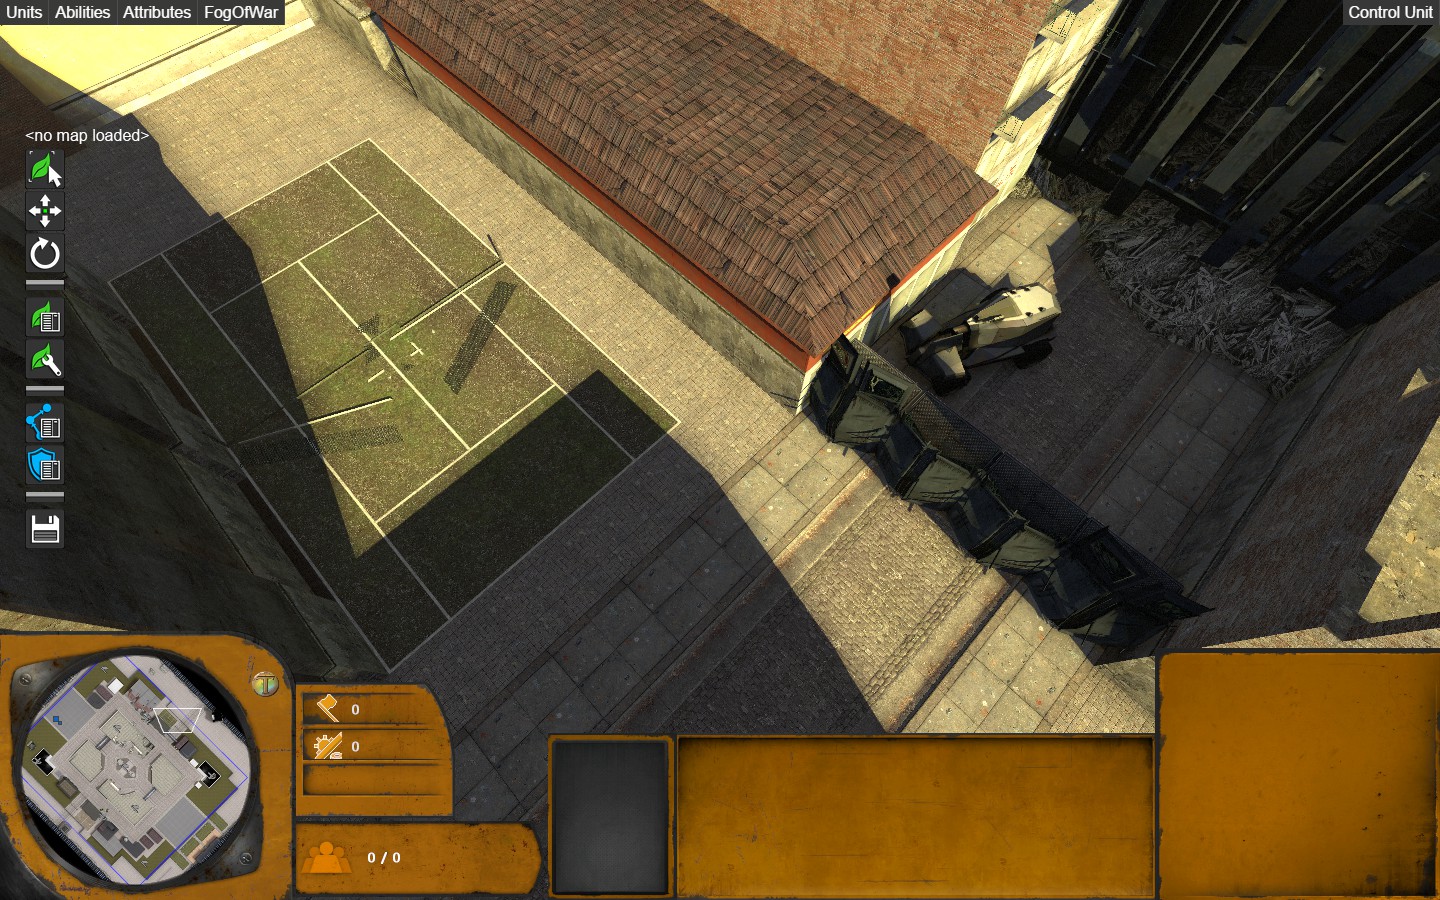 Units Abilities Attributes FogOfWar
Control Unit
<no map loaded>
0
0
0 / 0